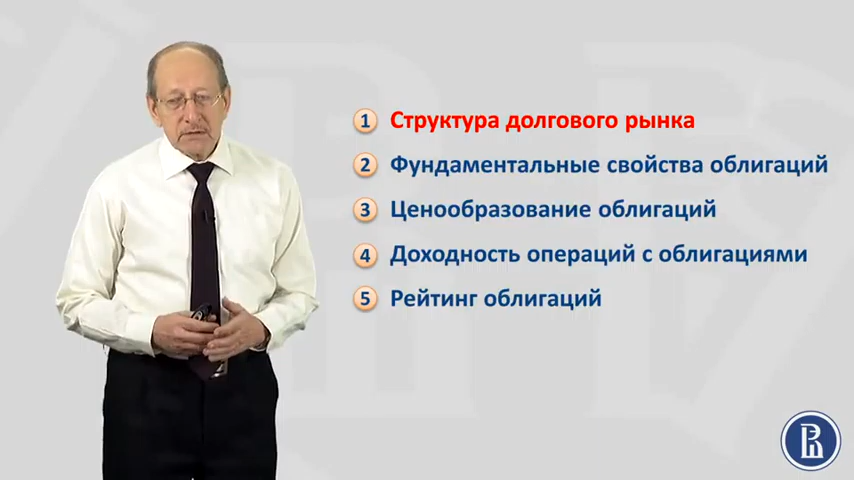 1 Структура долгового рынка
2 Фундаментальные свойства облигаций
3 Ценообразование облигаций
4 Доходность операций с облигациями
5 Рейтинг облигаций